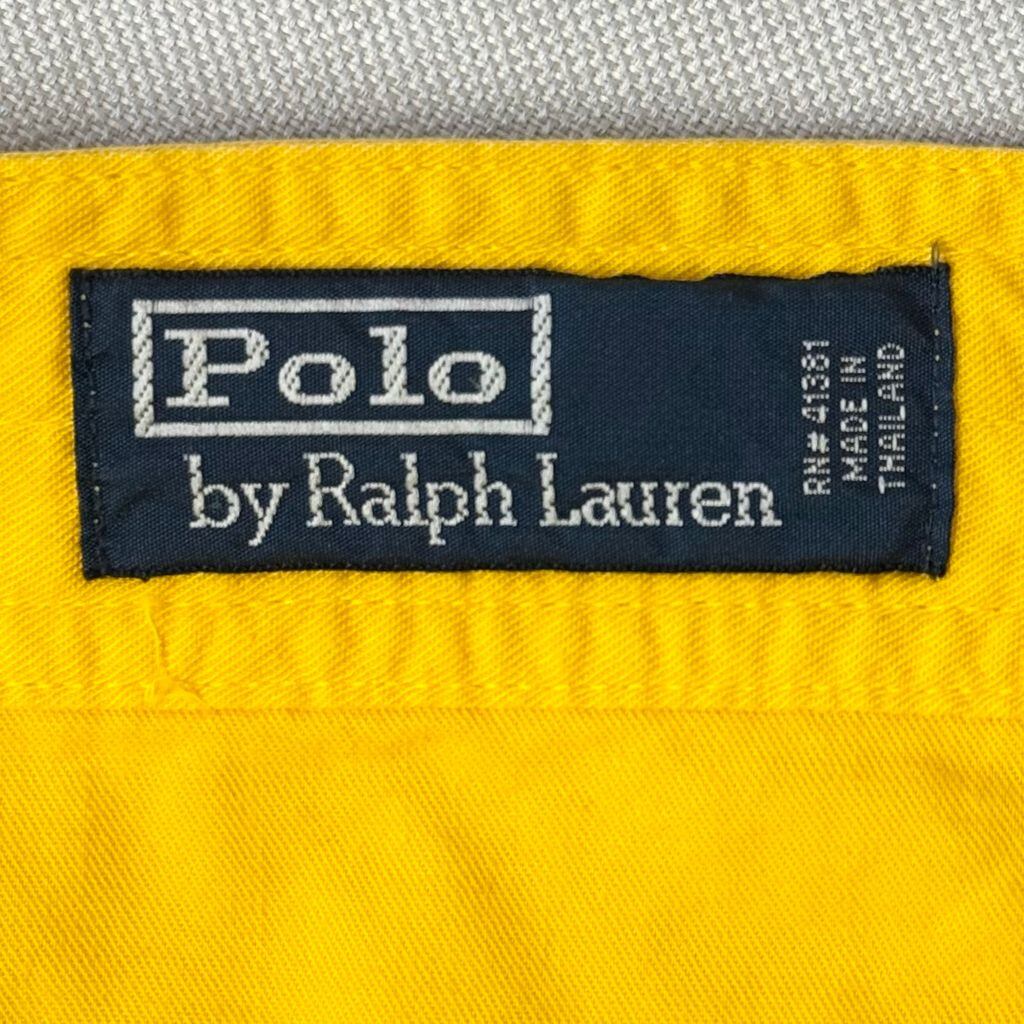 Polo
by Ralph Lauren
RN# 41381
MADE IN
THAILAND